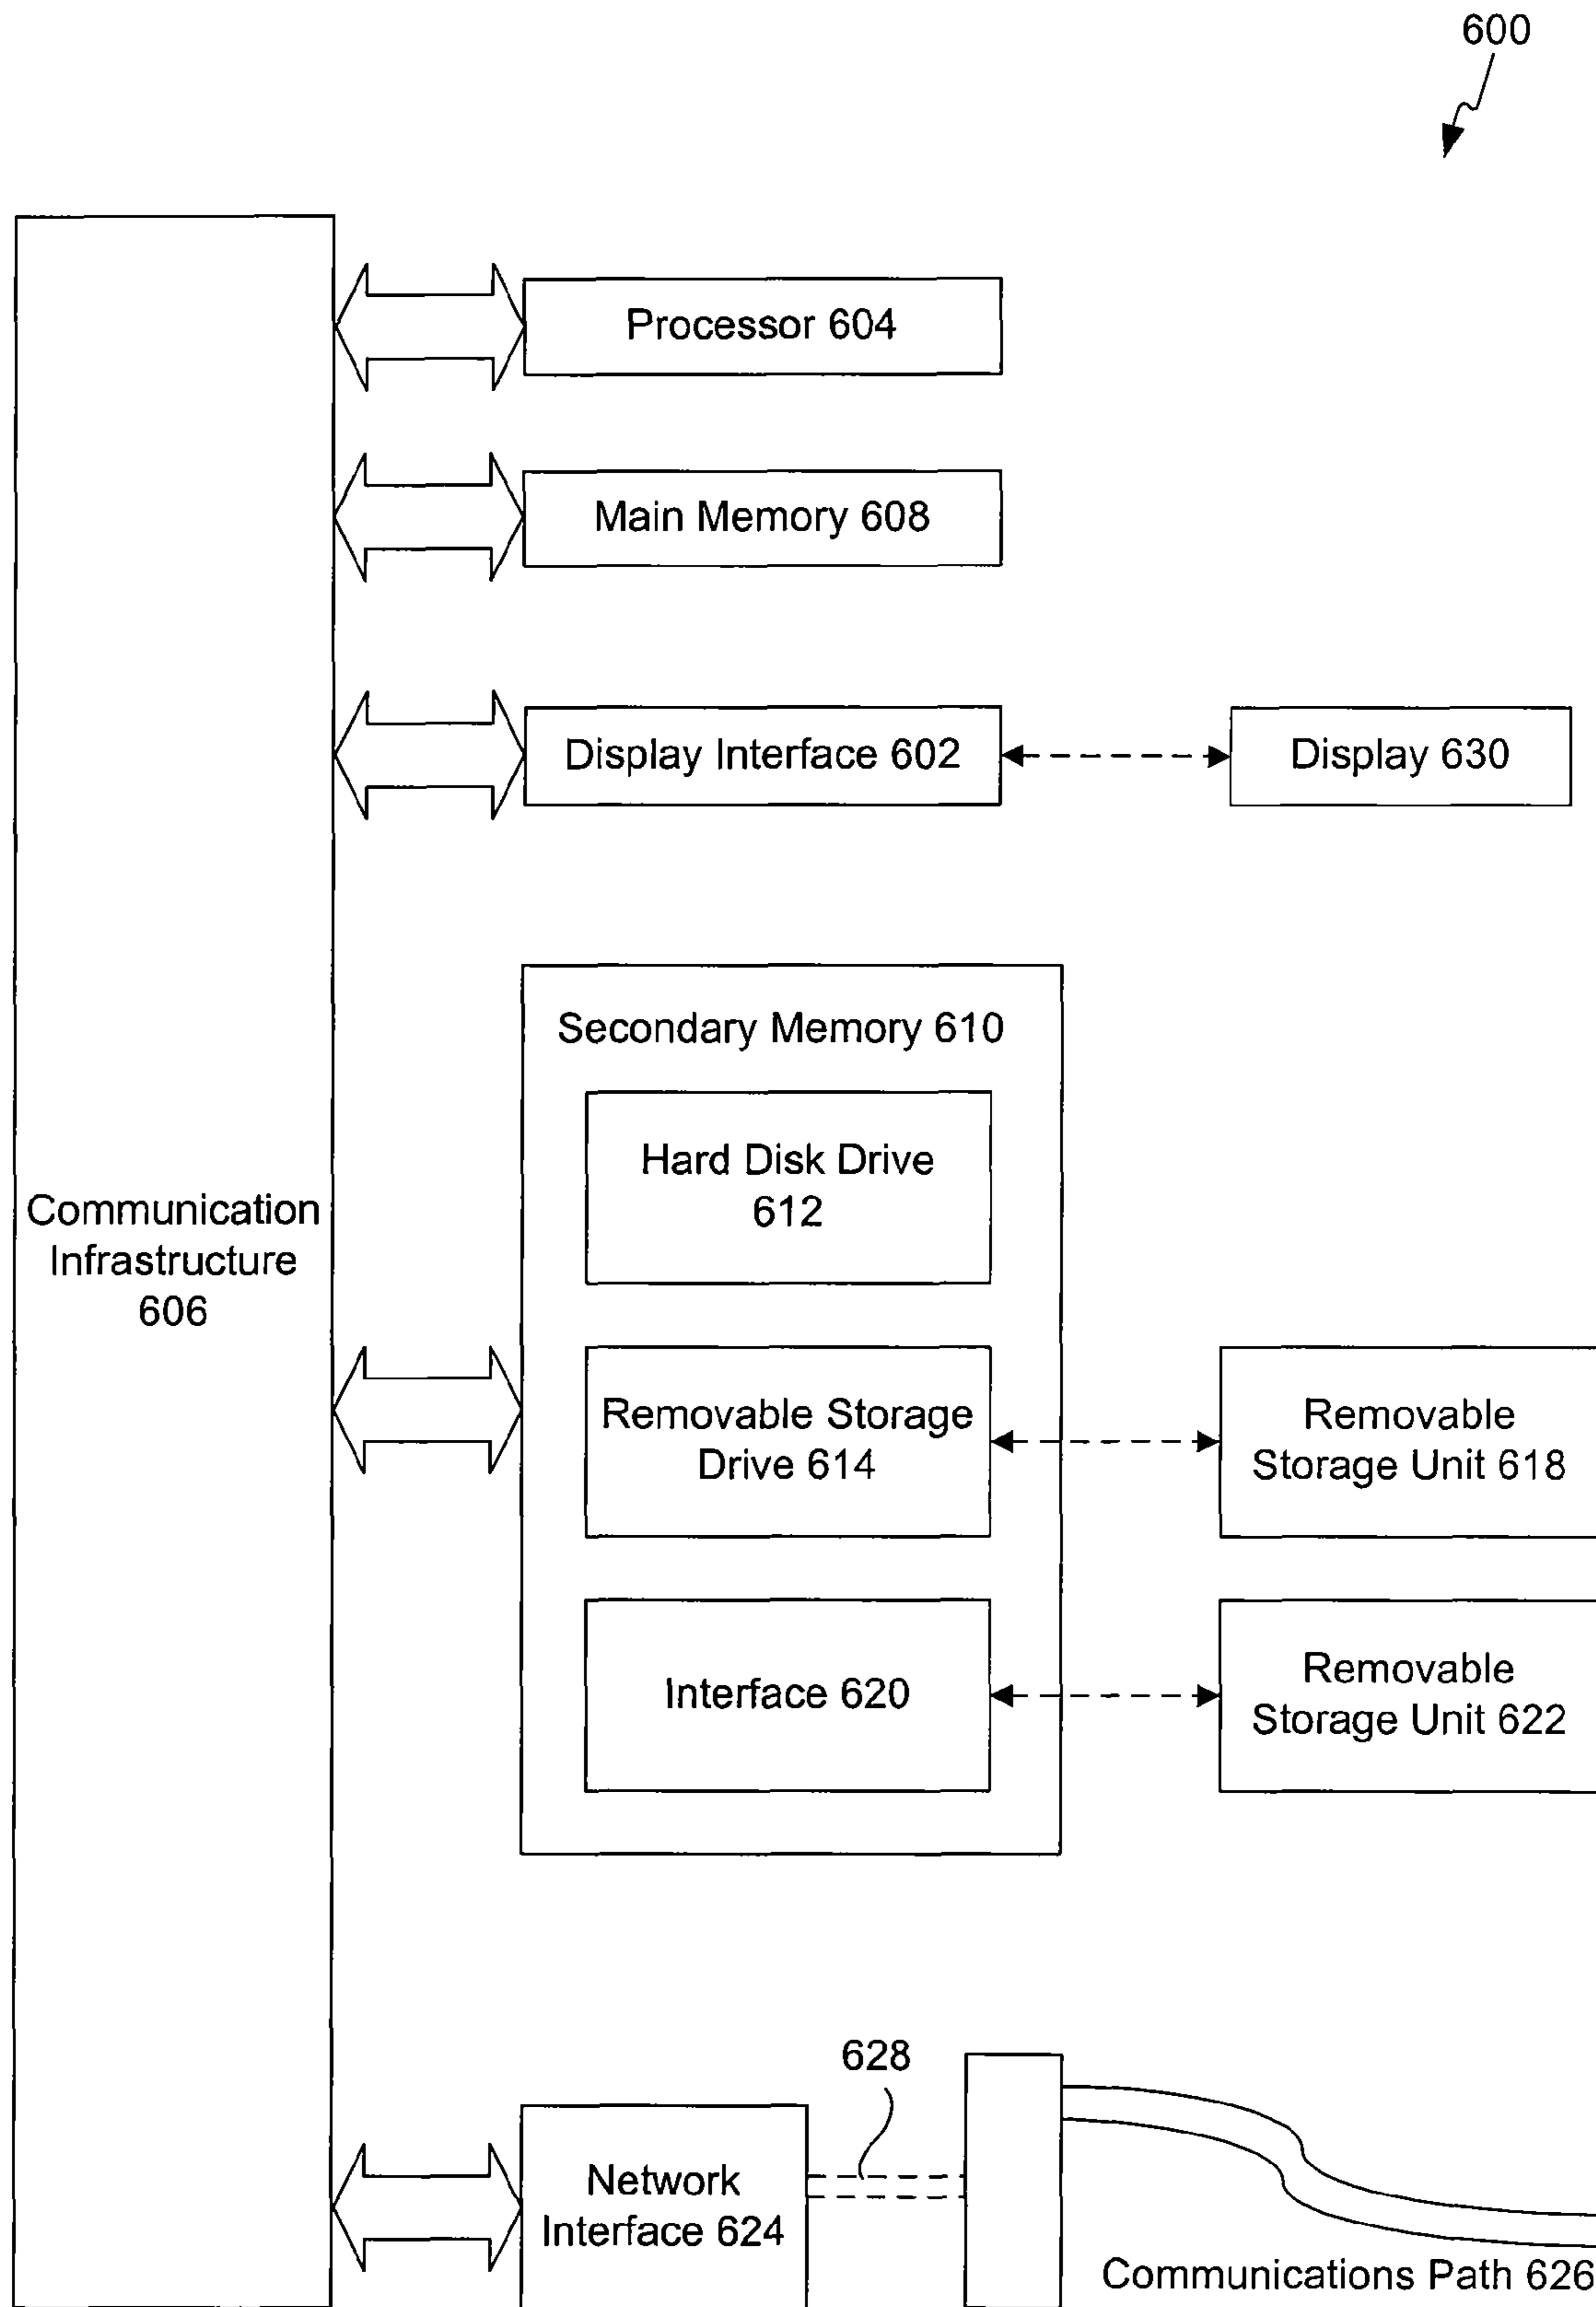 600
Processor 604
Main Memory 608
Display Interface 602
Display 630
Secondary Memory 610
Hard Disk Drive
612
Communication
Infrastructure
606
Removable Storage
Drive 614
Removable
Storage Unit 618
Interface 620
Removable
Storage Unit 622
628
Network
Interface 624
Communications Path 626